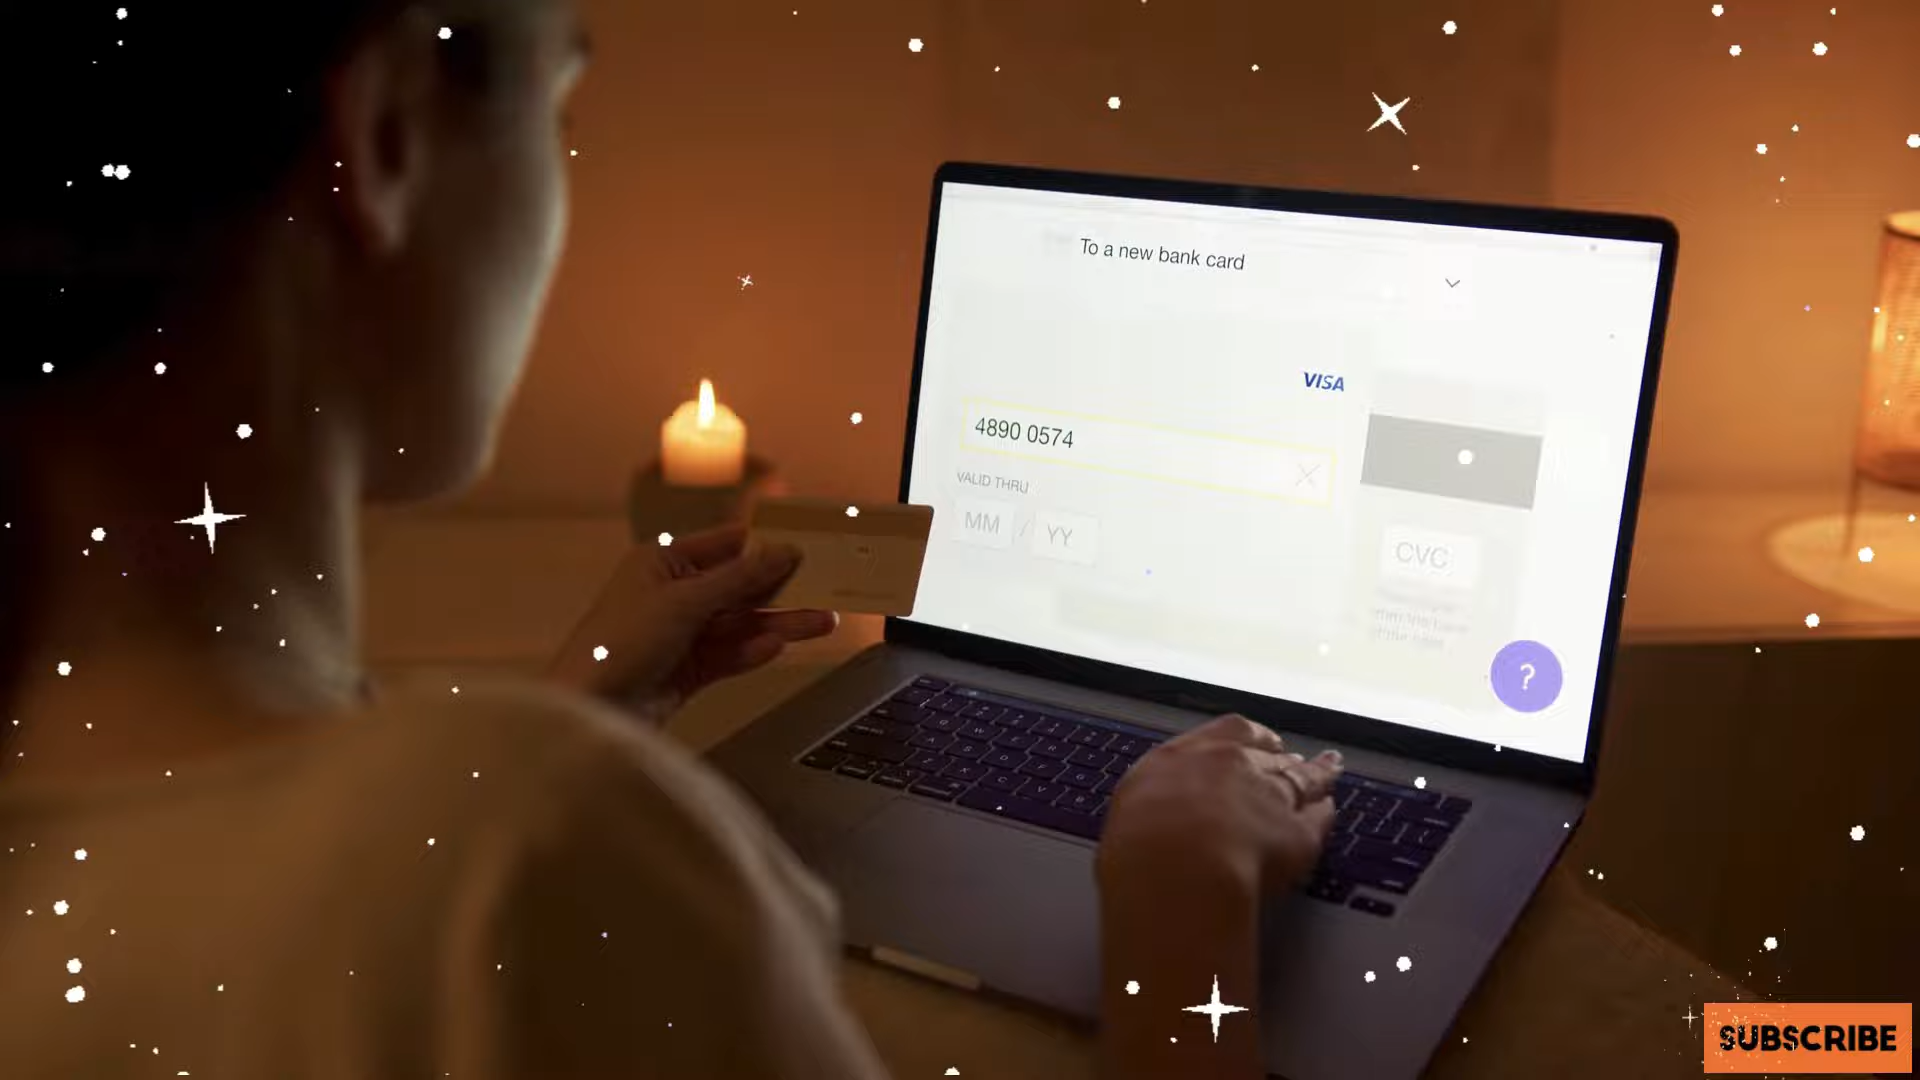 To a new bank card
VISA
4890 0574
VALID THRU
MM / YY
CVC
?
SUBSCRIBE